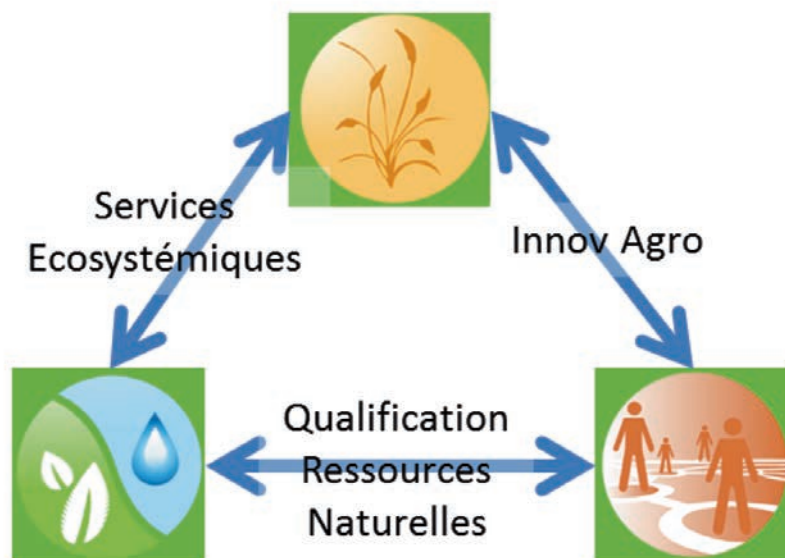 Services
Ecosystémiques
Innov Agro
Qualification
Ressources
Naturelles